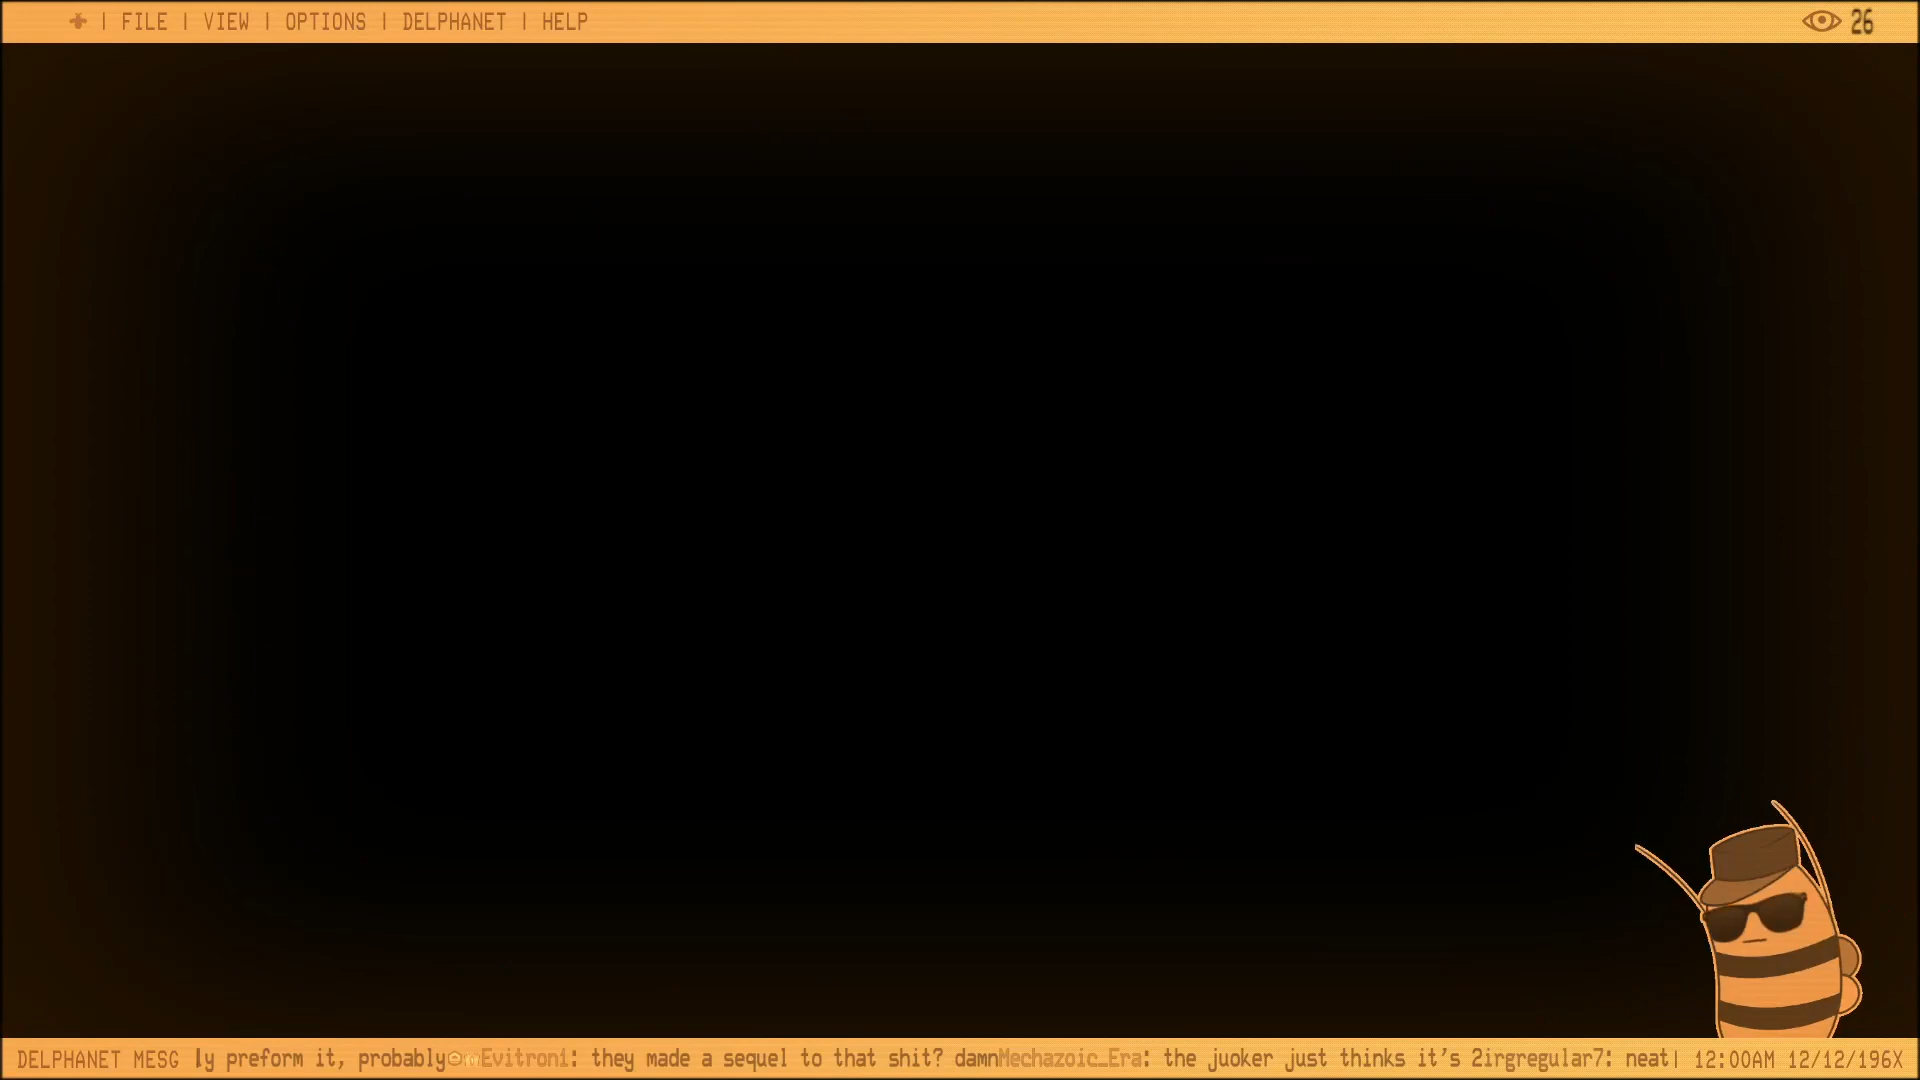 | FILE | VIEW | OPTIONS | DELPHANET | HELP
26
DELPHANET MESG ly preform it, probably Evitron1: they made a sequel to that shit? damnMechazoic_Era: the juoker just thinks it's 2irgregular7: neat| 12:00AM 12/12/196X